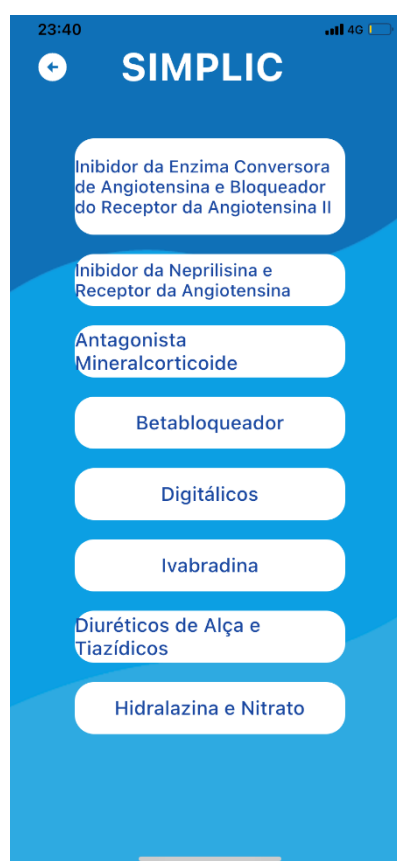 23:40
4G
SIMPLIC
Inibidor da Enzima Conversora
de Angiotensina e Bloqueador
do Receptor da Angiotensina II
Inibidor da Neprilisina e
Receptor da Angiotensina
Antagonista
Mineralcorticoide
Betabloqueador
Digitálicos
Ivabradina
Diuréticos de Alça e
Tiazídicos
Hidralazina e Nitrato